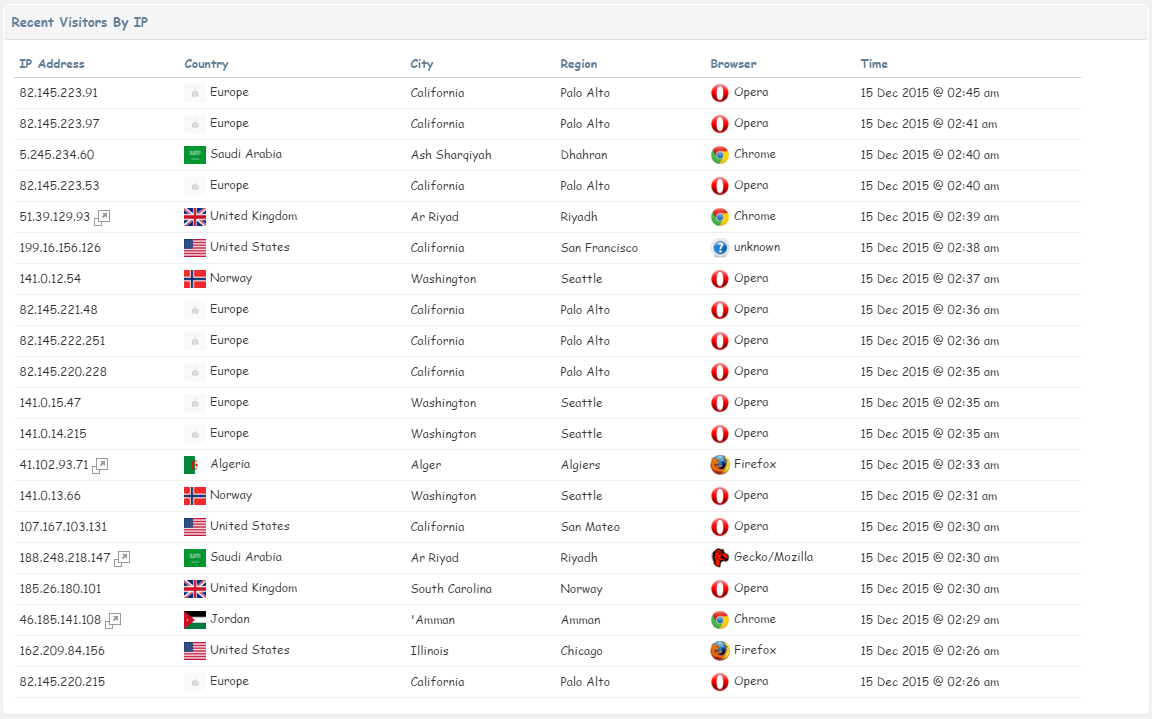 Recent Visitors By IP
IP Address Country City Region Browser Time
82.145.223.91 Europe California Palo Alto Opera 15 Dec 2015 @ 02:45 am
82.145.223.97 Europe California Palo Alto Opera 15 Dec 2015 @ 02:41 am
5.245.234.60 Saudi Arabia Ash Sharqiyah Dhahran Chrome 15 Dec 2015 @ 02:40 am
82.145.223.53 Europe California Palo Alto Opera 15 Dec 2015 @ 02:40 am
51.39.129.93 United Kingdom Ar Riyad Riyadh Chrome 15 Dec 2015 @ 02:39 am
199.16.156.126 United States California San Francisco unknown 15 Dec 2015 @ 02:38 am
141.0.12.54 Norway Washington Seattle Opera 15 Dec 2015 @ 02:37 am
82.145.221.48 Europe California Palo Alto Opera 15 Dec 2015 @ 02:36 am
82.145.222.251 Europe California Palo Alto Opera 15 Dec 2015 @ 02:36 am
82.145.220.228 Europe California Palo Alto Opera 15 Dec 2015 @ 02:35 am
141.0.15.47 Europe Washington Seattle Opera 15 Dec 2015 @ 02:35 am
141.0.14.215 Europe Washington Seattle Opera 15 Dec 2015 @ 02:35 am
41.102.93.71 Algeria Alger Algiers Firefox 15 Dec 2015 @ 02:33 am
141.0.13.66 Norway Washington Seattle Opera 15 Dec 2015 @ 02:31 am
107.167.103.131 United States California San Mateo Opera 15 Dec 2015 @ 02:30 am
188.248.218.147 Saudi Arabia Ar Riyad Riyadh Gecko/Mozilla 15 Dec 2015 @ 02:30 am
185.26.180.101 United Kingdom South Carolina Norway Opera 15 Dec 2015 @ 02:30 am
46.185.141.108 Jordan 'Amman Amman Chrome 15 Dec 2015 @ 02:29 am
162.209.84.156 United States Illinois Chicago Firefox 15 Dec 2015 @ 02:26 am
82.145.220.215 Europe California Palo Alto Opera 15 Dec 2015 @ 02:26 am